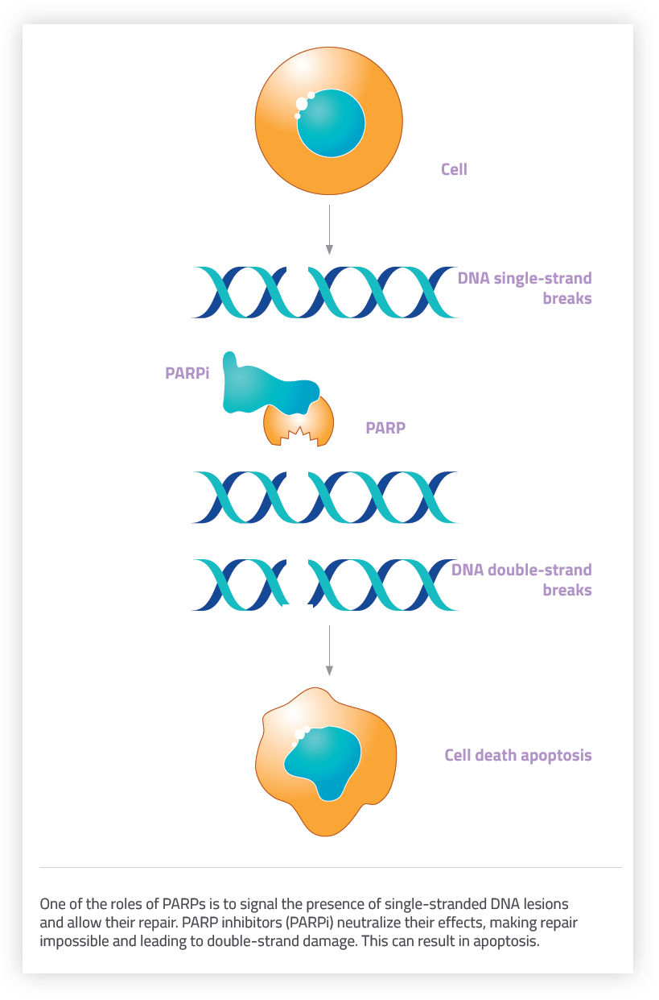 Cell
DNA single-strand
breaks
PARPi
PARP
DNA double-strand
breaks
Cell death apoptosis
One of the roles of PARPs is to signal the presence of single-stranded DNA lesions
and allow their repair. PARP inhibitors (PARPi) neutralize their effects, making repair
impossible and leading to double-strand damage. This can result in apoptosis.